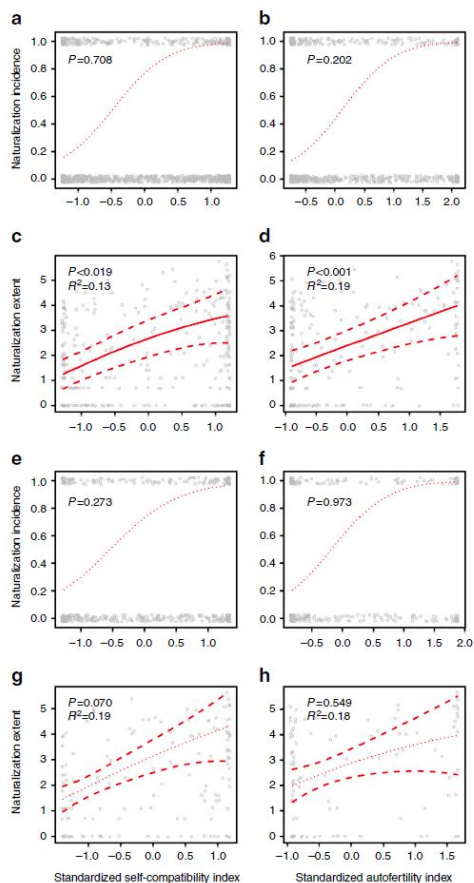 a
b
Naturalization incidence
1.0
0.8
0.6
0.4
0.2
0.0
P=0.708
−1.0 −0.5 0.0 0.5 1.0
1.0
0.8
0.6
0.4
0.2
0.0
P=0.202
−0.5 0.0 0.5 1.0 1.5 2.0
c
d
Naturalization extent
5
4
3
2
1
0
P<0.019
R²=0.13
−1.0 −0.5 0.0 0.5 1.0
6
5
4
3
2
1
0
P<0.001
R²=0.19
−1.0 −0.5 0.0 0.5 1.0 1.5
e
f
Naturalization incidence
1.0
0.8
0.6
0.4
0.2
0.0
P=0.273
−1.0 −0.5 0.0 0.5 1.0
1.0
0.8
0.6
0.4
0.2
0.0
P=0.973
−0.5 0.0 0.5 1.0 1.5 2.0
g
h
Naturalization extent
5
4
3
2
1
0
P=0.070
R²=0.19
−1.0 −0.5 0.0 0.5 1.0
Standardized self-compatibility index
5
4
3
2
1
0
P=0.549
R²=0.18
−1.0 −0.5 0.0 0.5 1.0 1.5
Standardized autofertility index